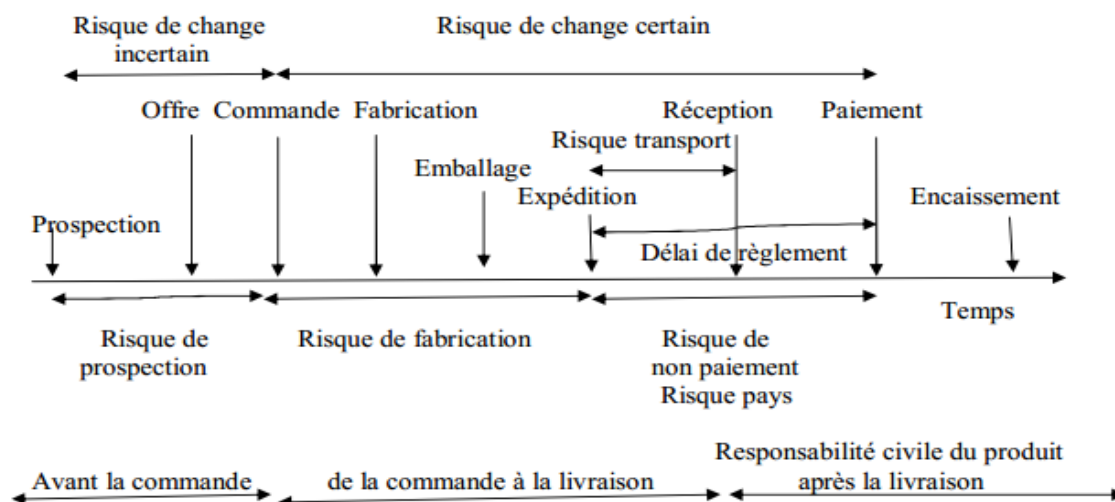 Risque de change
incertain
Risque de change certain
Offre Commande Fabrication Réception Paiement
Risque transport
Emballage
Expédition
Encaissement
Prospection
Délai de règlement
Temps
Risque de
prospection
Risque de fabrication
Risque de
non paiement
Risque pays
Avant la commande
de la commande à la livraison
Responsabilité civile du produit
après la livraison